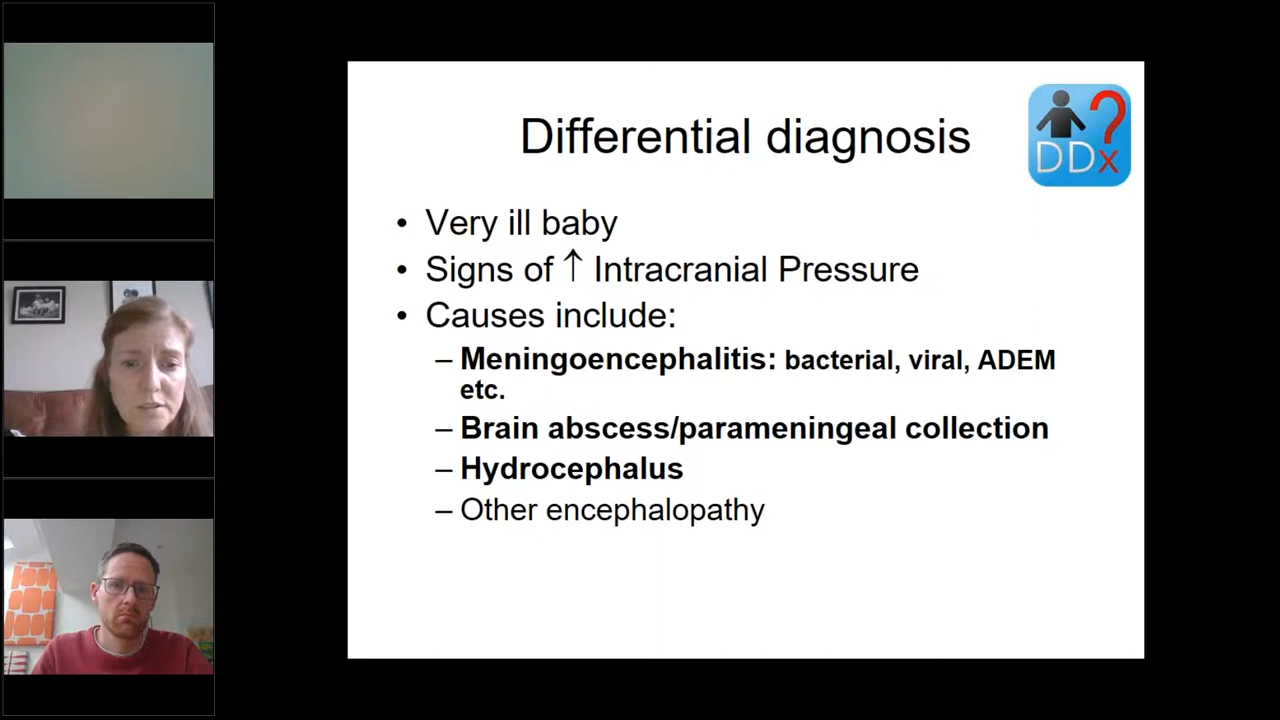 Differential diagnosis
?
DDx
• Very ill baby
• Signs of ↑ Intracranial Pressure
• Causes include:
– Meningoencephalitis: bacterial, viral, ADEM
etc.
– Brain abscess/parameningeal collection
– Hydrocephalus
– Other encephalopathy